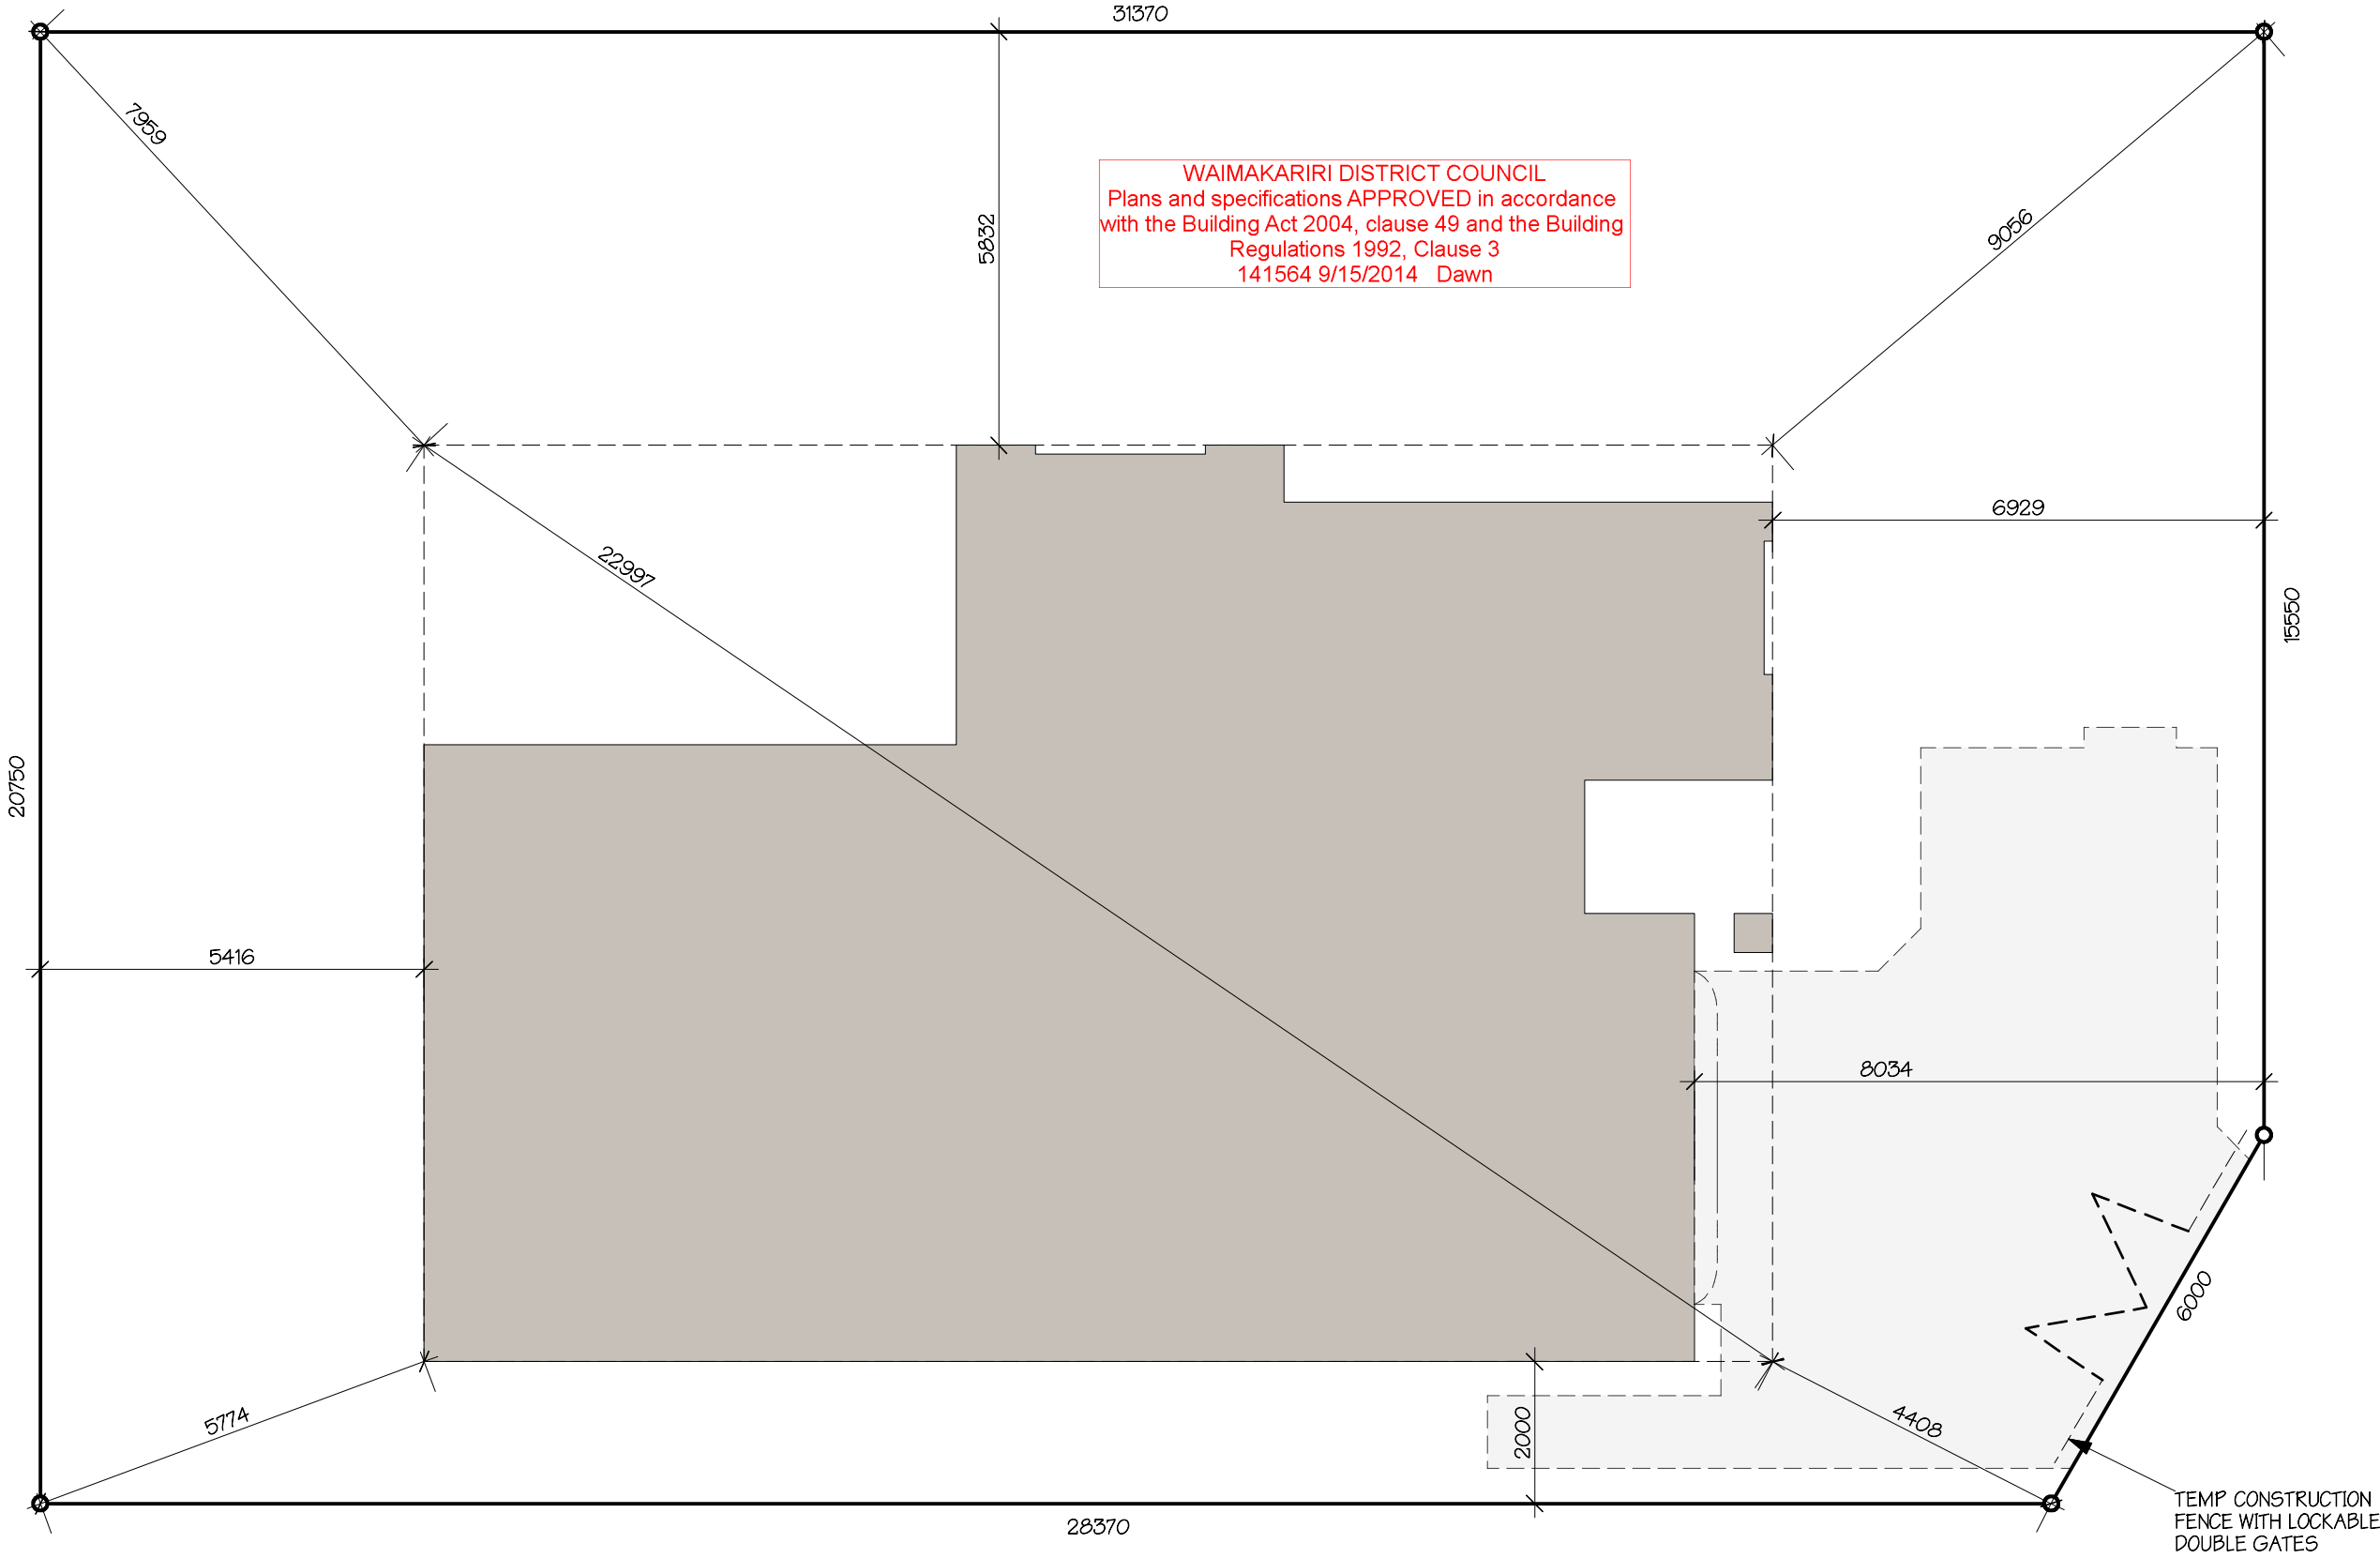 31370
7959
WAIMAKARIRI DISTRICT COUNCIL
Plans and specifications APPROVED in accordance
with the Building Act 2004, clause 49 and the Building
Regulations 1992, Clause 3
141564 9/15/2014   Dawn
5832
9056
6929
22997
15550
20750
5416
8034
6000
5774
2000
4408
28370
TEMP CONSTRUCTION
FENCE WITH LOCKABLE
DOUBLE GATES